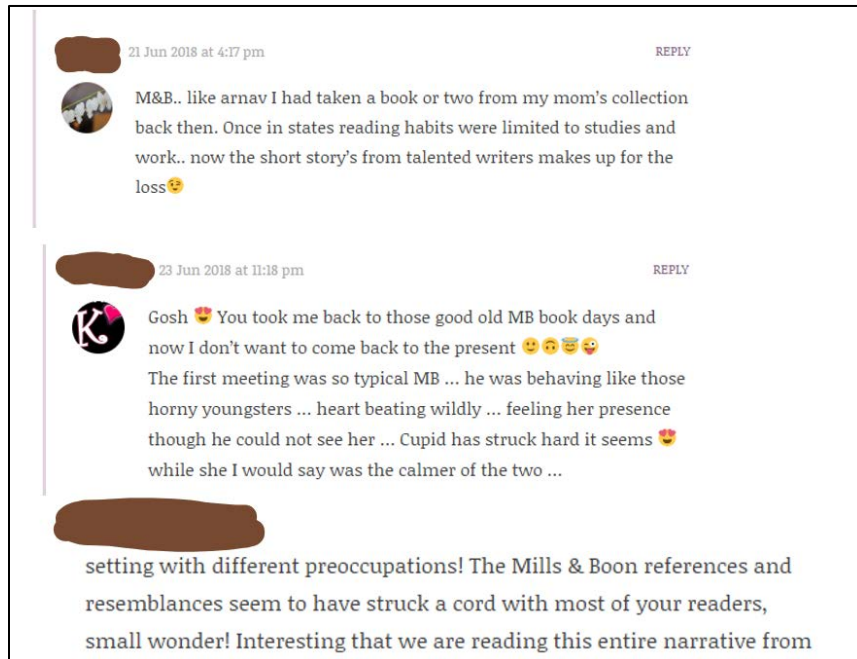 21 Jun 2018 at 4:17 pm REPLY
M&B.. like arnav I had taken a book or two from my mom's collection
back then. Once in states reading habits were limited to studies and
work.. now the short story's from talented writers makes up for the
loss😉
23 Jun 2018 at 11:18 pm REPLY
K
Gosh 😍 You took me back to those good old MB book days and
now I don't want to come back to the present 🙂🙃😇😜
The first meeting was so typical MB ... he was behaving like those
horny youngsters ... heart beating wildly ... feeling her presence
though he could not see her ... Cupid has struck hard it seems 😍
while she I would say was the calmer of the two ...
setting with different preoccupations! The Mills & Boon references and
resemblances seem to have struck a cord with most of your readers,
small wonder! Interesting that we are reading this entire narrative from